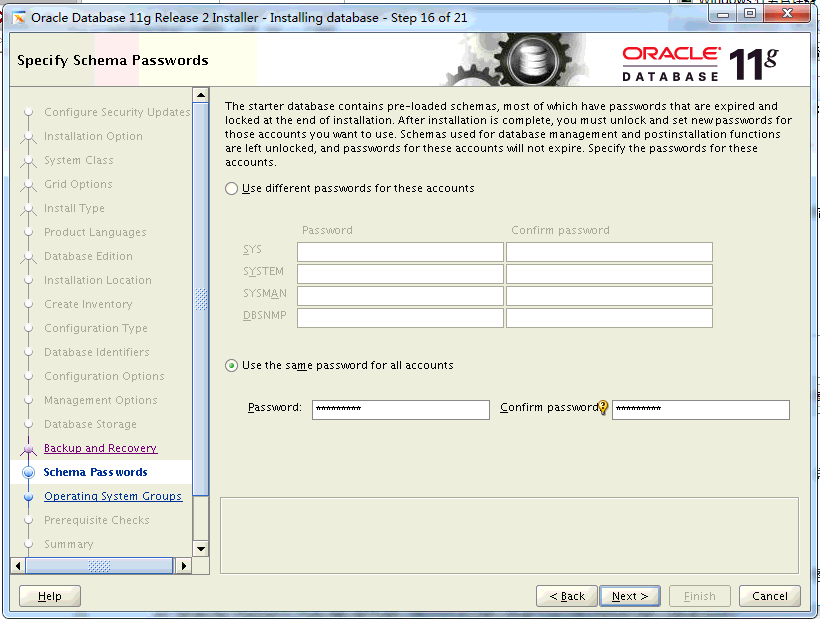 Oracle Database 11g Release 2 Installer - Installing database - Step 16 of 21
Specify Schema Passwords
ORACLE
DATABASE 11g
Configure Security Updates
Installation Option
System Class
Grid Options
Install Type
Product Languages
Database Edition
Installation Location
Create Inventory
Configuration Type
Database Identifiers
Configuration Options
Management Options
Database Storage
Backup and Recovery
Schema Passwords
Operating System Groups
Prerequisite Checks
Summary
The starter database contains pre-loaded schemas, most of which have passwords that are expired and
locked at the end of installation. After installation is complete, you must unlock and set new passwords for
those accounts you want to use. Schemas used for database management and postinstallation functions
are left unlocked, and passwords for these accounts will not expire. Specify the passwords for these
accounts.
Use different passwords for these accounts
Password Confirm password
SYS
SYSTEM
SYSMAN
DBSNMP
Use the same password for all accounts
Password: ********* Confirm password ? *********
Help < Back Next > Finish Cancel